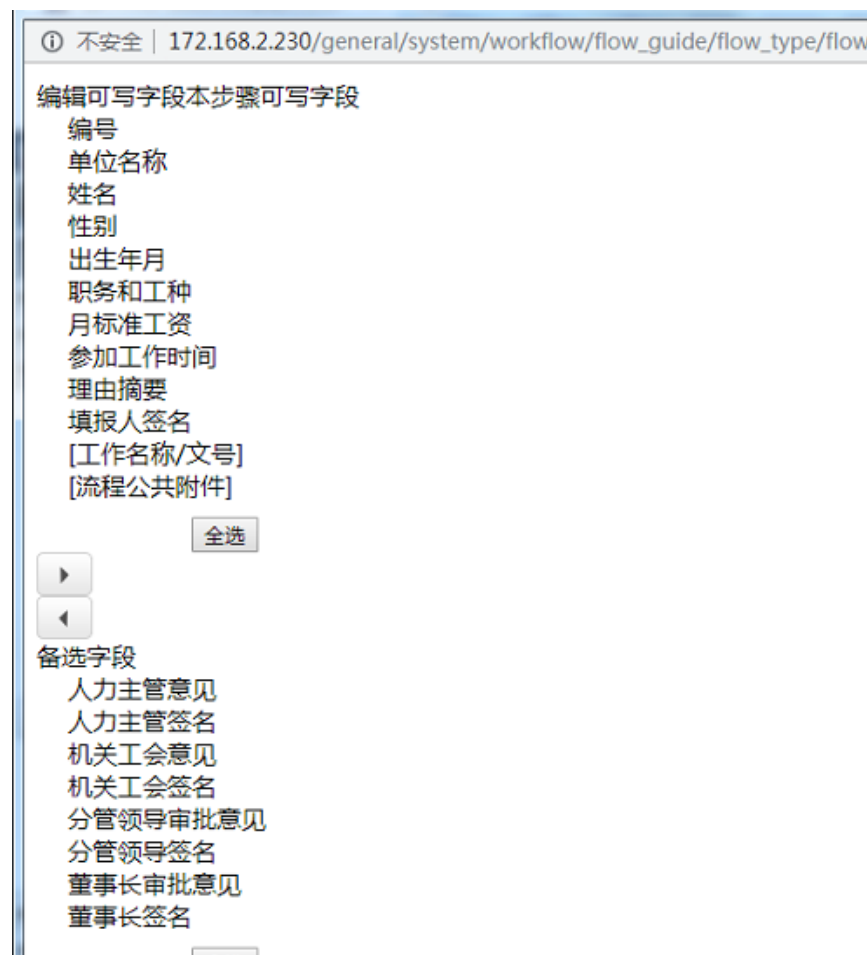 不安全 | 172.168.2.230/general/system/workflow/flow_guide/flow_type/flow
编辑可写字段本步骤可写字段
编号
单位名称
姓名
性别
出生年月
职务和工种
月标准工资
参加工作时间
理由摘要
填报人签名
[工作名称/文号]
[流程公共附件]
全选
备选字段
人力主管意见
人力主管签名
机关工会意见
机关工会签名
分管领导审批意见
分管领导签名
董事长审批意见
董事长签名